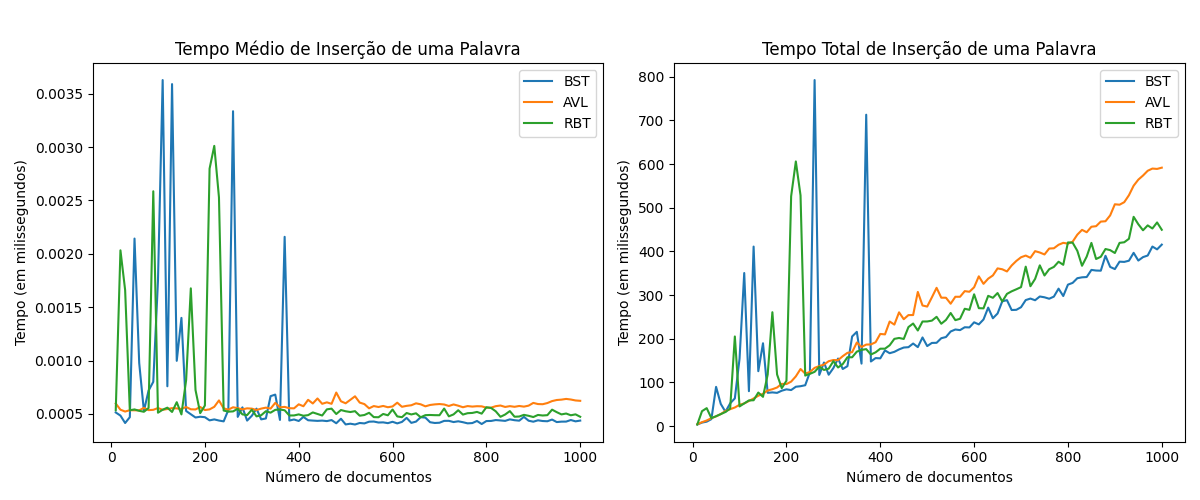 Tempo Médio de Inserção de uma Palavra
Tempo (em milissegundos)
0.0035
0.0030
0.0025
0.0020
0.0015
0.0010
0.0005
0 200 400 600 800 1000
Número de documentos
BST
AVL
RBT
Tempo Total de Inserção de uma Palavra
Tempo (em milissegundos)
800
700
600
500
400
300
200
100
0
0 200 400 600 800 1000
Número de documentos
BST
AVL
RBT